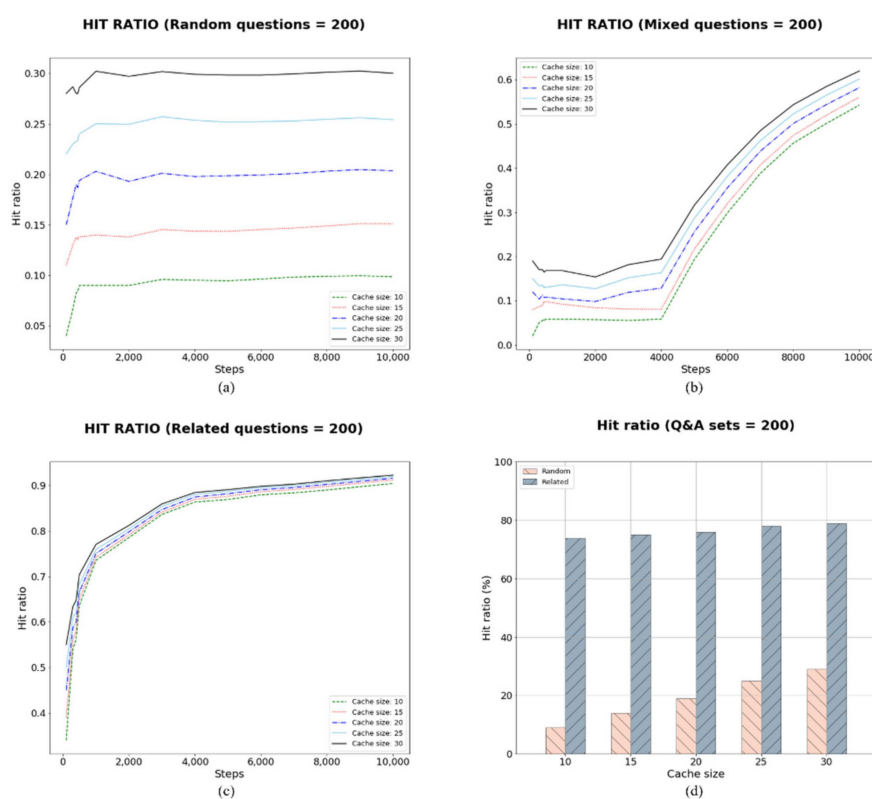 HIT RATIO (Random questions = 200)
Hit ratio
0.30
0.25
0.20
0.15
0.10
0.05
Cache size: 10
Cache size: 15
Cache size: 20
Cache size: 25
Cache size: 30
0
2,000
4,000
6,000
8,000
10,000
Steps
(a)
HIT RATIO (Mixed questions = 200)
Cache size: 10
Cache size: 15
Cache size: 20
Cache size: 25
Cache size: 30
Hit ratio
0.6
0.5
0.4
0.3
0.2
0.1
0.0
0
2000
4000
6000
8000
10000
Steps
(b)
HIT RATIO (Related questions = 200)
Hit ratio
0.9
0.8
0.7
0.6
0.5
0.4
Cache size: 10
Cache size: 15
Cache size: 20
Cache size: 25
Cache size: 30
0
2,000
4,000
6,000
8,000
10,000
Steps
(c)
Hit ratio (Q&A sets = 200)
Random
Related
Hit ratio (%)
100
80
60
40
20
0
10
15
20
25
30
Cache size
(d)